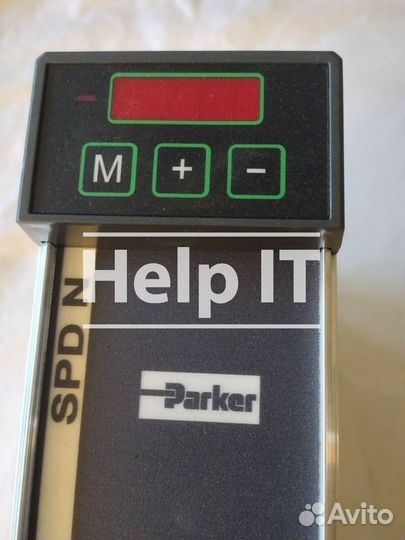 M + -
Help IT
SPD N
Parker
Avito